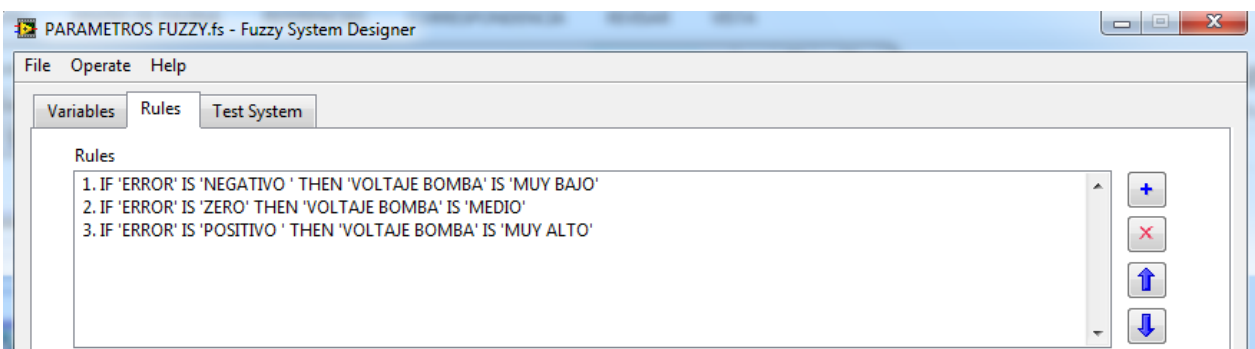 PARAMETROS FUZZY.fs - Fuzzy System Designer
File Operate Help
Variables Rules Test System
Rules
1. IF 'ERROR' IS 'NEGATIVO ' THEN 'VOLTAJE BOMBA' IS 'MUY BAJO'
2. IF 'ERROR' IS 'ZERO' THEN 'VOLTAJE BOMBA' IS 'MEDIO'
3. IF 'ERROR' IS 'POSITIVO ' THEN 'VOLTAJE BOMBA' IS 'MUY ALTO'